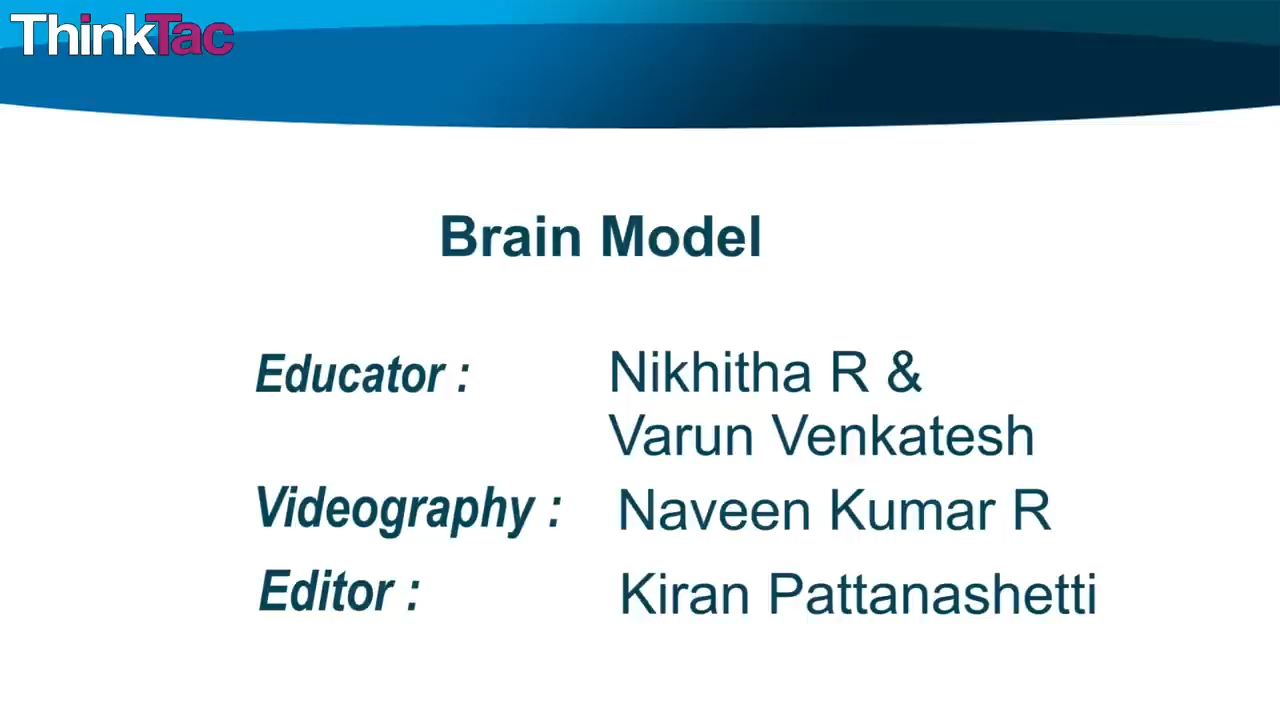 ThinkTac
Brain Model
Educator : Nikhitha R &
Varun Venkatesh
Videography : Naveen Kumar R
Editor : Kiran Pattanashetti